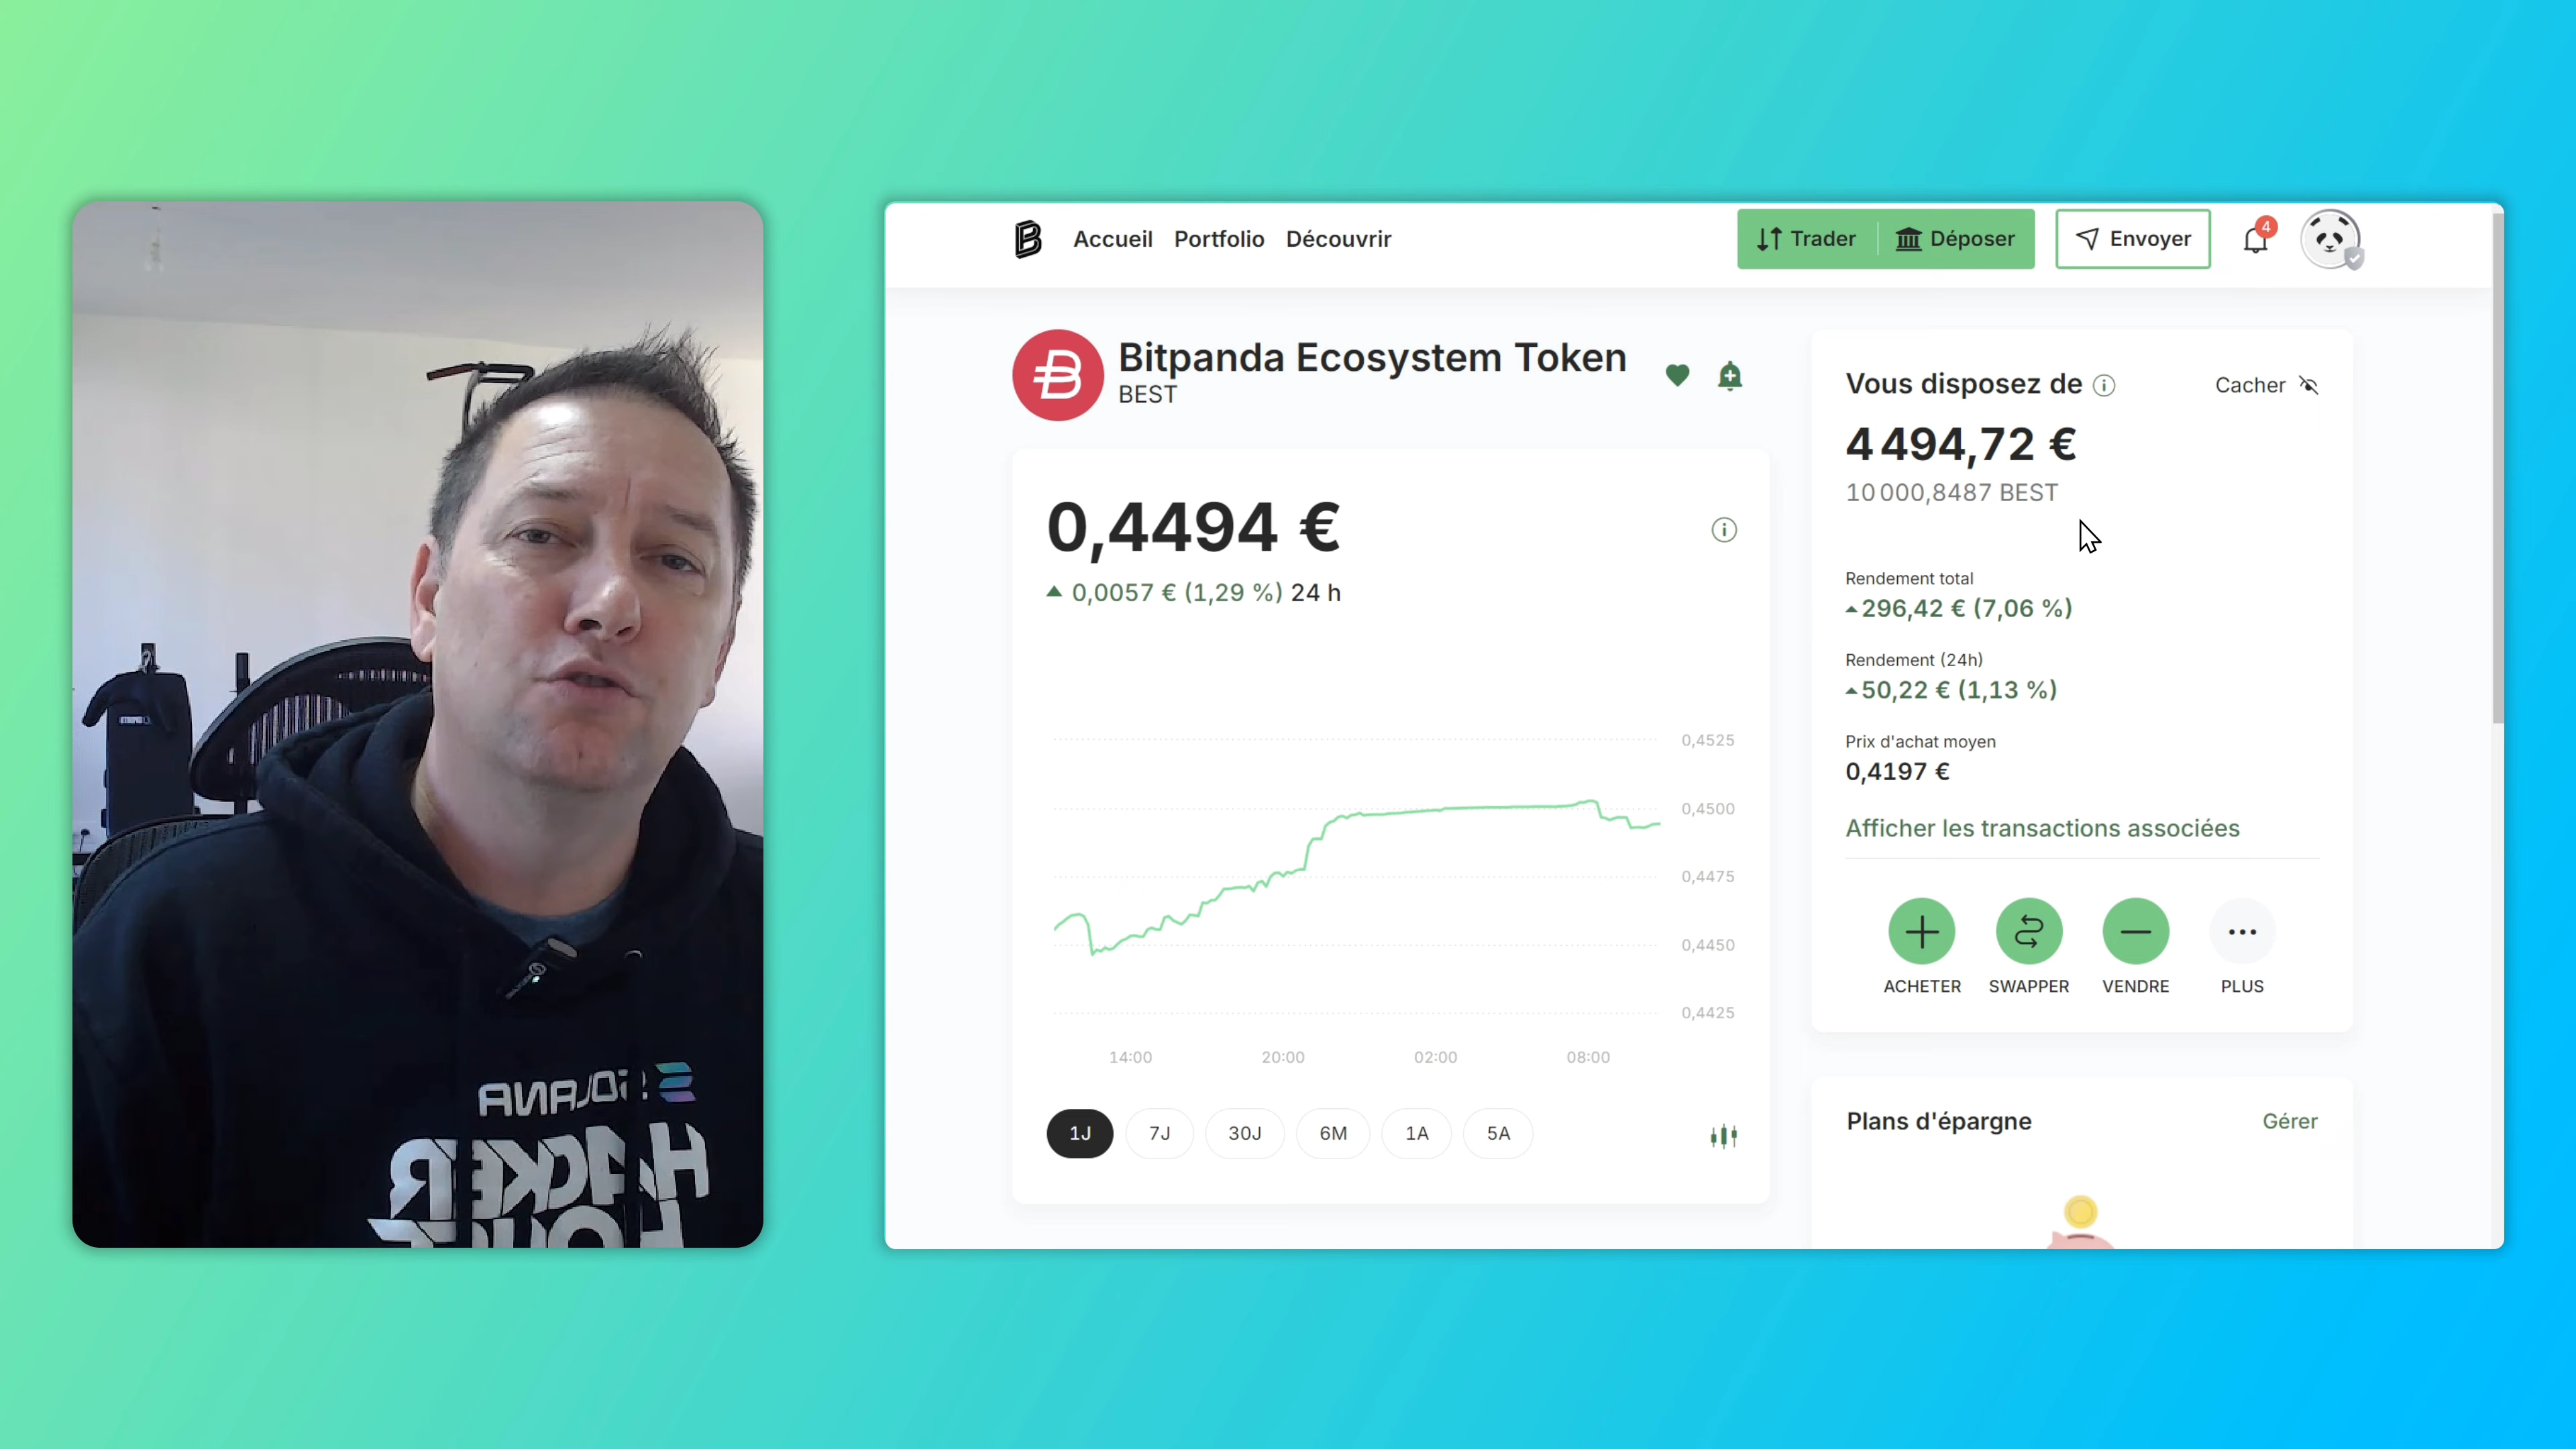 Accueil Portfolio Découvrir
Trader Déposer Envoyer 4
Bitpanda Ecosystem Token
BEST
0,4494 €
0,0057 € (1,29 %) 24 h
0,4525
0,4500
0,4475
0,4450
0,4425
14:00 20:00 02:00 08:00
1J 7J 30J 6M 1A 5A
Vous disposez de Cacher
4 494,72 €
10 000,8487 BEST
Rendement total
296,42 € (7,06 %)
Rendement (24h)
50,22 € (1,13 %)
Prix d'achat moyen
0,4197 €
Afficher les transactions associées
ACHETER SWAPPER VENDRE PLUS
Plans d'épargne Gérer
SOLANA
HACKER